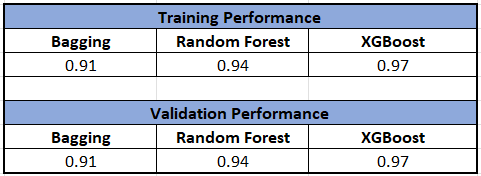 Training Performance
Bagging Random Forest XGBoost
0.91 0.94 0.97
Validation Performance
Bagging Random Forest XGBoost
0.91 0.94 0.97